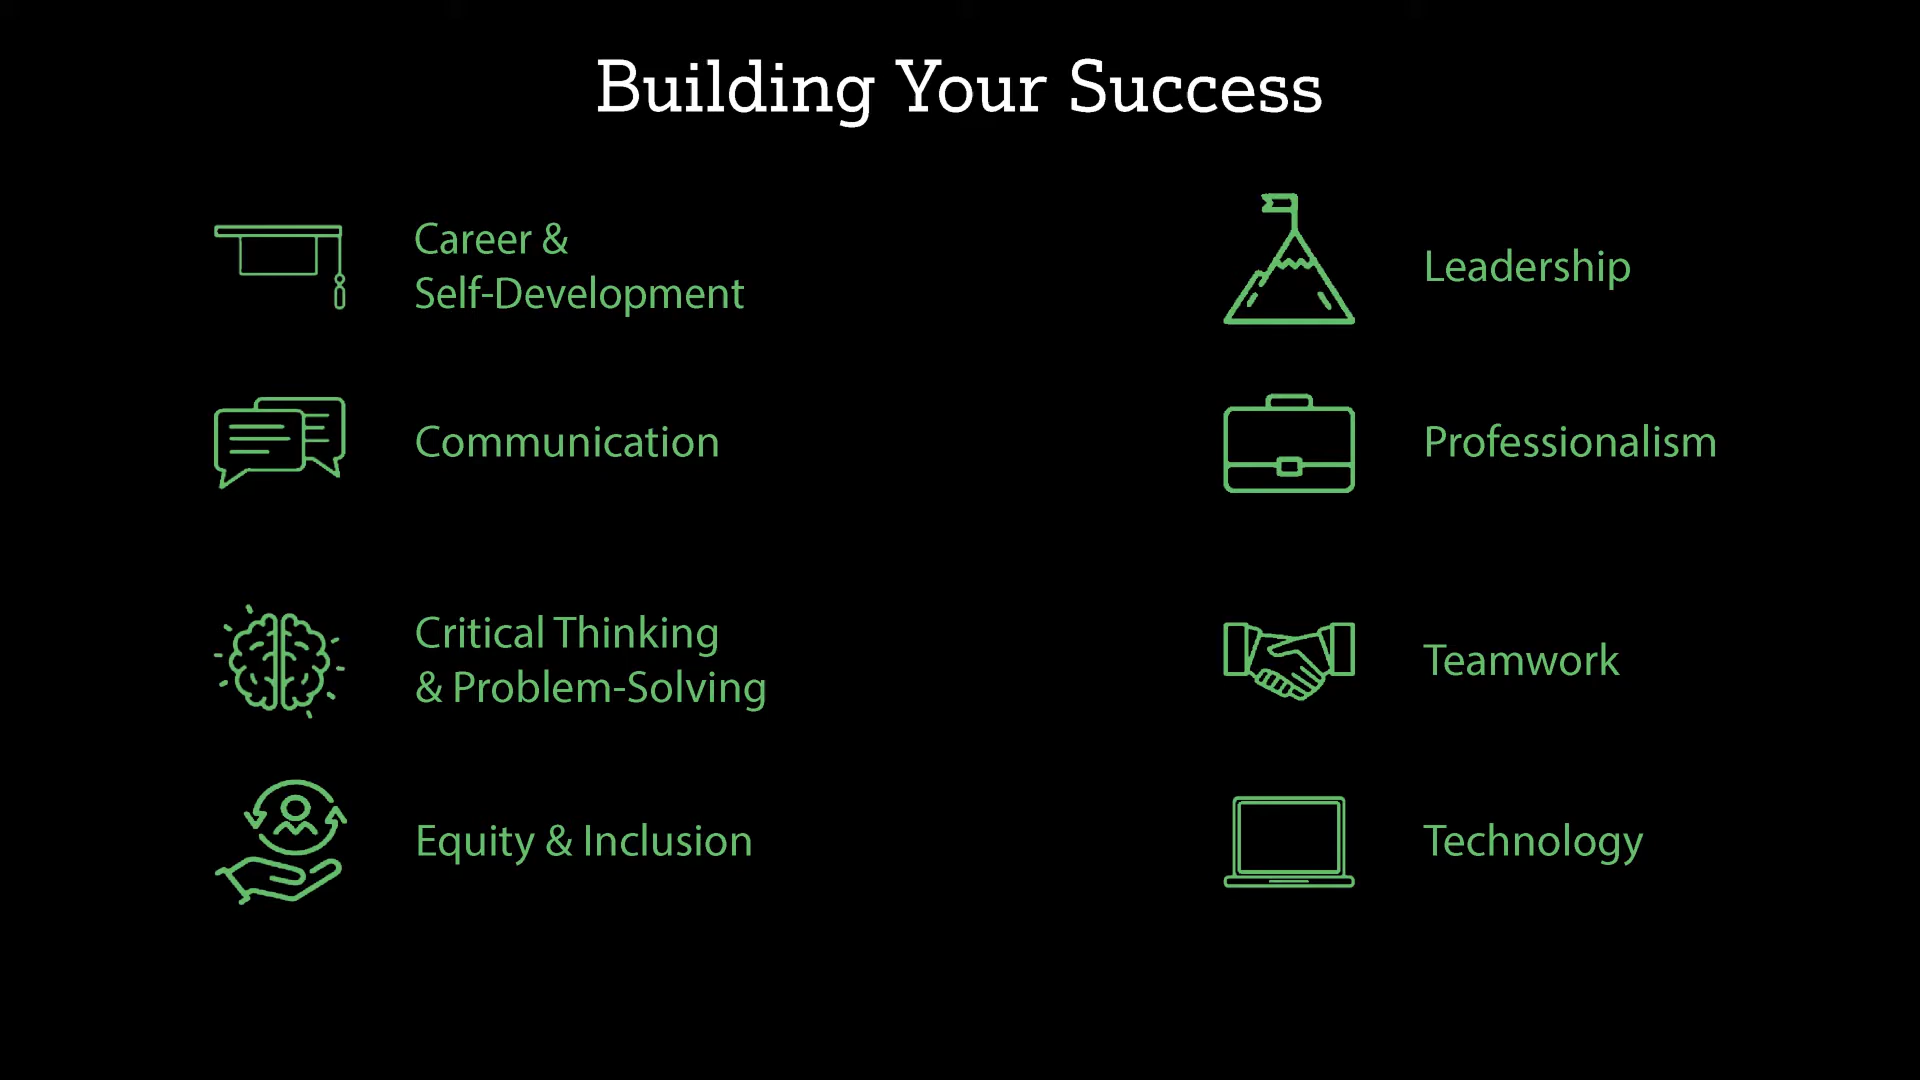 Building Your Success
Career &
Self-Development
Communication
Critical Thinking
& Problem-Solving
Equity & Inclusion
Leadership
Professionalism
Teamwork
Technology